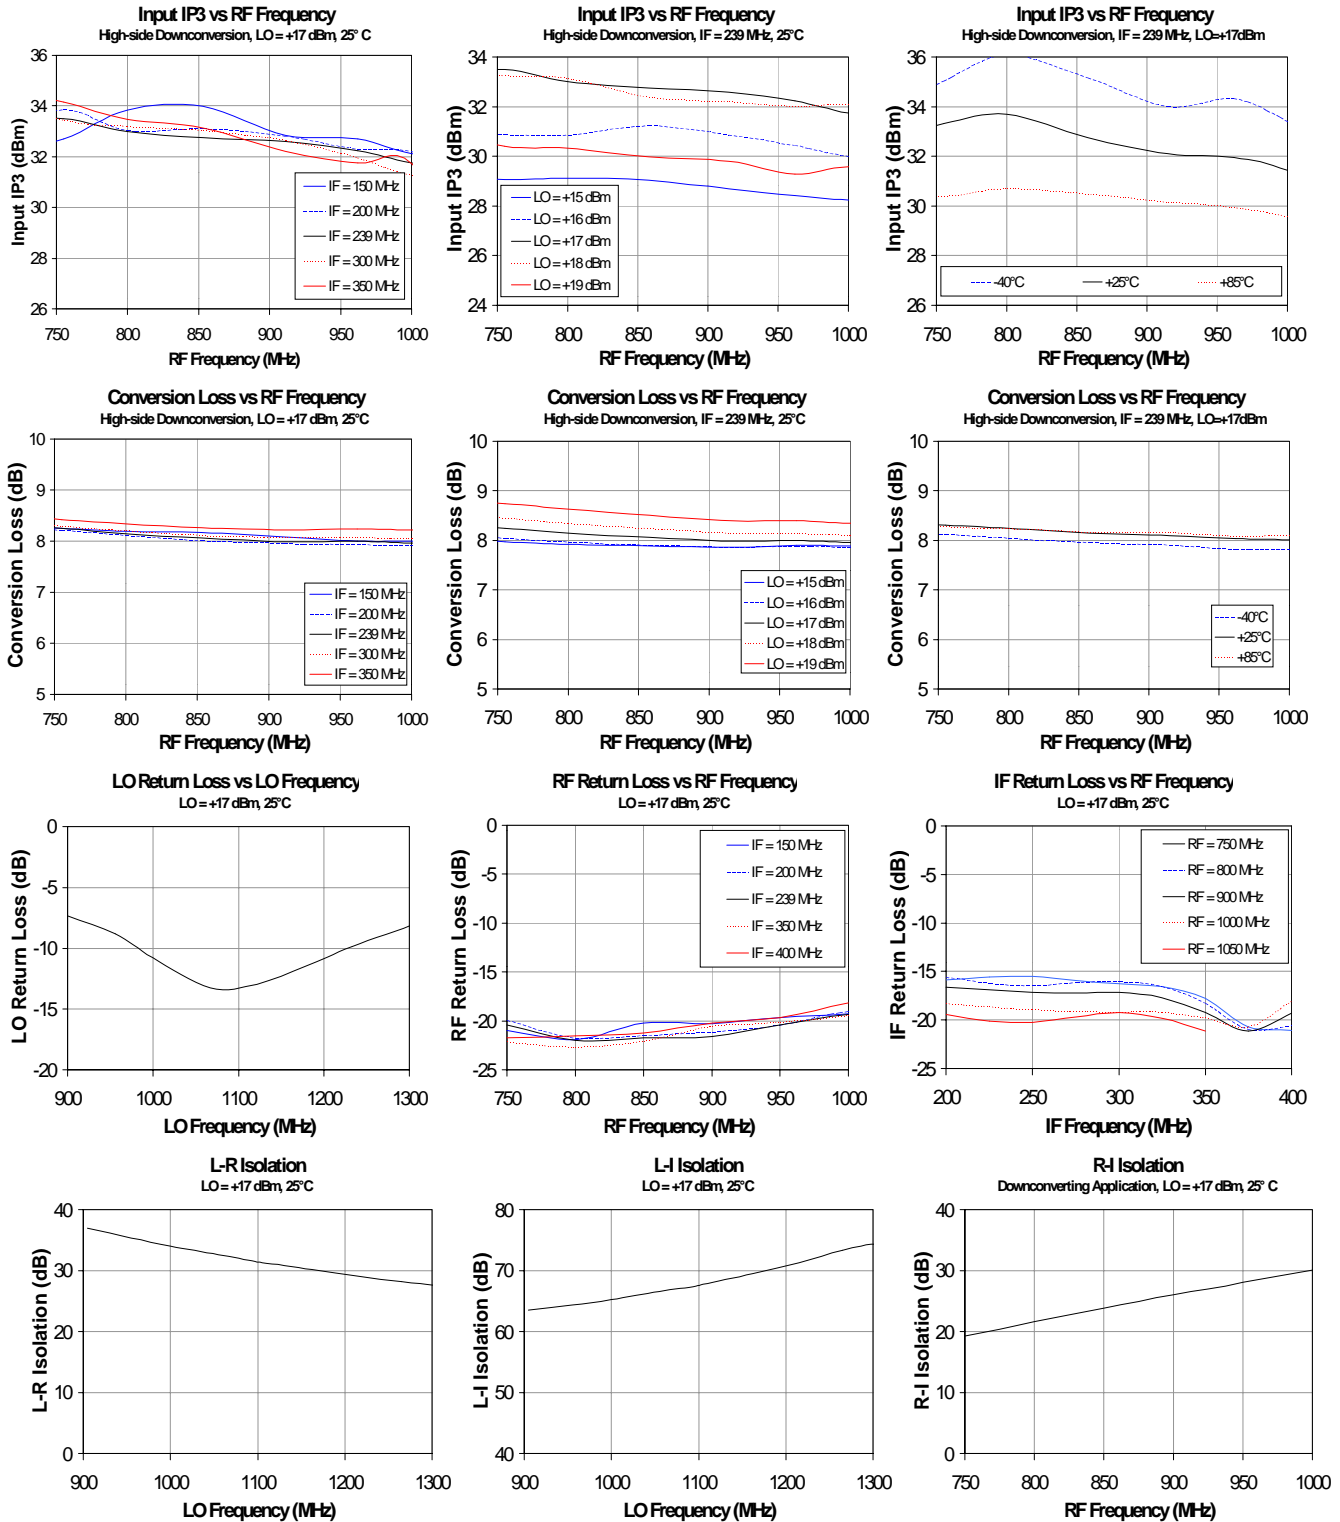 Input IP3 vs RF Frequency
High-side Downconversion, LO = +17 dBm, 25° C
Input IP3 (dBm)
36
34
32
30
28
26
IF = 150 MHz
IF = 200 MHz
IF = 239 MHz
IF = 300 MHz
IF = 350 MHz
750 800 850 900 950 1000
RF Frequency (MHz)
Input IP3 vs RF Frequency
High-side Downconversion, IF = 239 MHz, 25°C
Input IP3 (dBm)
34
32
30
28
26
24
LO = +15 dBm
LO = +16 dBm
LO = +17 dBm
LO = +18 dBm
LO = +19 dBm
750 800 850 900 950 1000
RF Frequency (MHz)
Input IP3 vs RF Frequency
High-side Downconversion, IF = 239 MHz, LO=+17dBm
Input IP3 (dBm)
36
34
32
30
28
26
-40°C +25°C +85°C
750 800 850 900 950 1000
RF Frequency (MHz)
Conversion Loss vs RF Frequency
High-side Downconversion, LO = +17 dBm, 25°C
Conversion Loss (dB)
10
9
8
7
6
5
IF = 150 MHz
IF = 200 MHz
IF = 239 MHz
IF = 300 MHz
IF = 350 MHz
750 800 850 900 950 1000
RF Frequency (MHz)
Conversion Loss vs RF Frequency
High-side Downconversion, IF = 239 MHz, 25°C
Conversion Loss (dB)
10
9
8
7
6
5
LO = +15 dBm
LO = +16 dBm
LO = +17 dBm
LO = +18 dBm
LO = +19 dBm
750 800 850 900 950 1000
RF Frequency (MHz)
Conversion Loss vs RF Frequency
High-side Downconversion, IF = 239 MHz, LO=+17dBm
Conversion Loss (dB)
10
9
8
7
6
5
-40°C
+25°C
+85°C
750 800 850 900 950 1000
RF Frequency (MHz)
LO Return Loss vs LO Frequency
LO = +17 dBm, 25°C
LO Return Loss (dB)
0
-5
-10
-15
-20
900 1000 1100 1200 1300
LO Frequency (MHz)
RF Return Loss vs RF Frequency
LO = +17 dBm, 25°C
RF Return Loss (dB)
0
-5
-10
-15
-20
-25
IF = 150 MHz
IF = 200 MHz
IF = 239 MHz
IF = 350 MHz
IF = 400 MHz
750 800 850 900 950 1000
RF Frequency (MHz)
IF Return Loss vs RF Frequency
LO = +17 dBm, 25°C
IF Return Loss (dB)
0
-5
-10
-15
-20
-25
RF = 750 MHz
RF = 800 MHz
RF = 900 MHz
RF = 1000 MHz
RF = 1050 MHz
200 250 300 350 400
IF Frequency (MHz)
L-R Isolation
LO = +17 dBm, 25°C
L-R Isolation (dB)
40
30
20
10
0
900 1000 1100 1200 1300
LO Frequency (MHz)
L-I Isolation
LO = +17 dBm, 25°C
L-I Isolation (dB)
80
70
60
50
40
900 1000 1100 1200 1300
LO Frequency (MHz)
R-I Isolation
Downconverting Application, LO = +17 dBm, 25° C
R-I Isolation (dB)
40
30
20
10
0
750 800 850 900 950 1000
RF Frequency (MHz)